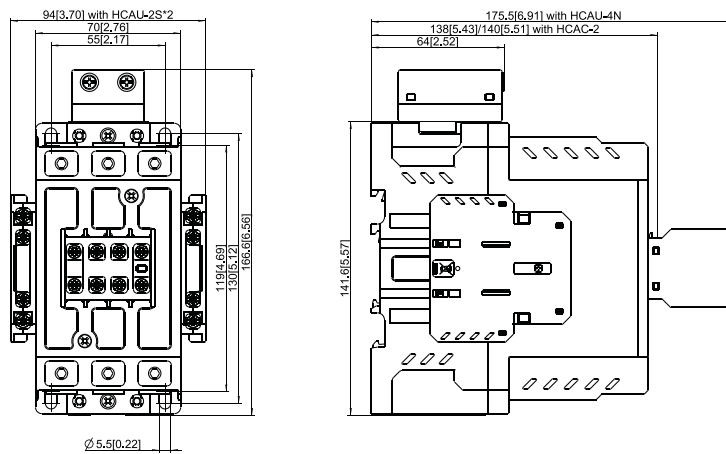 94[3.70] with HCAU-2S*2
70[2.76]
55[2.17]
119[4.69]
130[5.12]
166.6[6.56]
Ø 5.5[0.22]
175.5[6.91] with HCAU-4N
138[5.43]/140[5.51] with HCAC-2
64[2.52]
141.6[5.57]